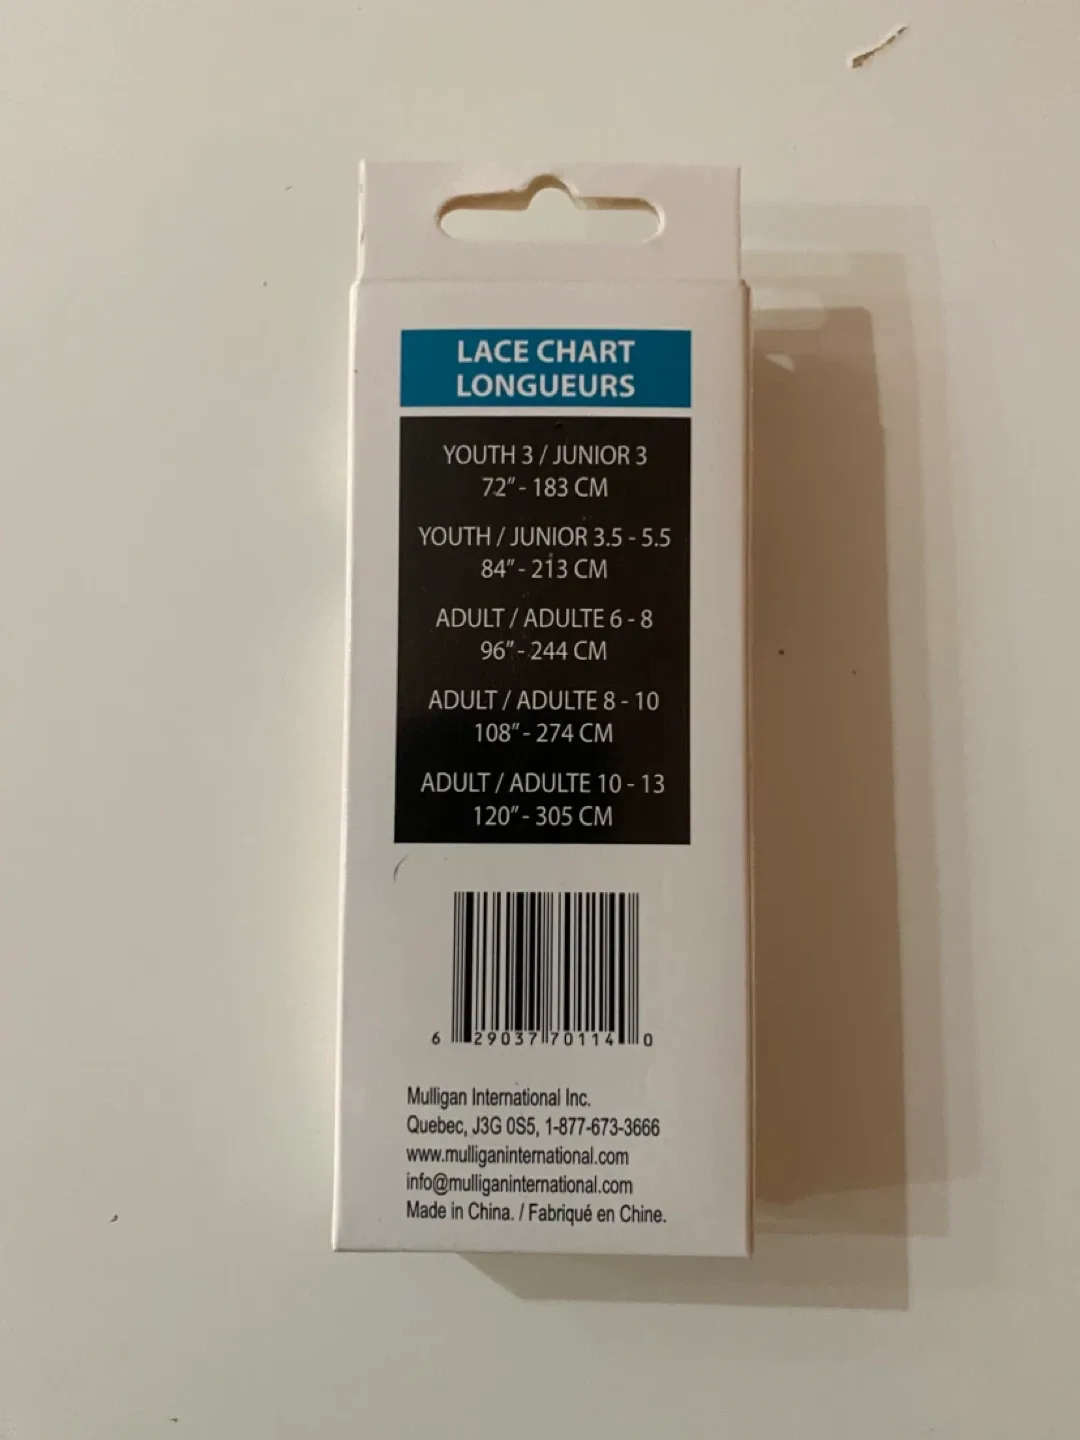 LACE CHART
LONGUEURS
YOUTH 3 / JUNIOR 3
72" - 183 CM
YOUTH / JUNIOR 3.5 - 5.5
84" - 213 CM
ADULT / ADULTE 6 - 8
96" - 244 CM
ADULT / ADULTE 8 - 10
108" - 274 CM
ADULT / ADULTE 10 - 13
120" - 305 CM
6 29037 70114 0
Mulligan International Inc.
Quebec, J3G 0S5, 1-877-673-3666
www.mulliganinternational.com
info@mulliganinternational.com
Made in China. / Fabriqué en Chine.